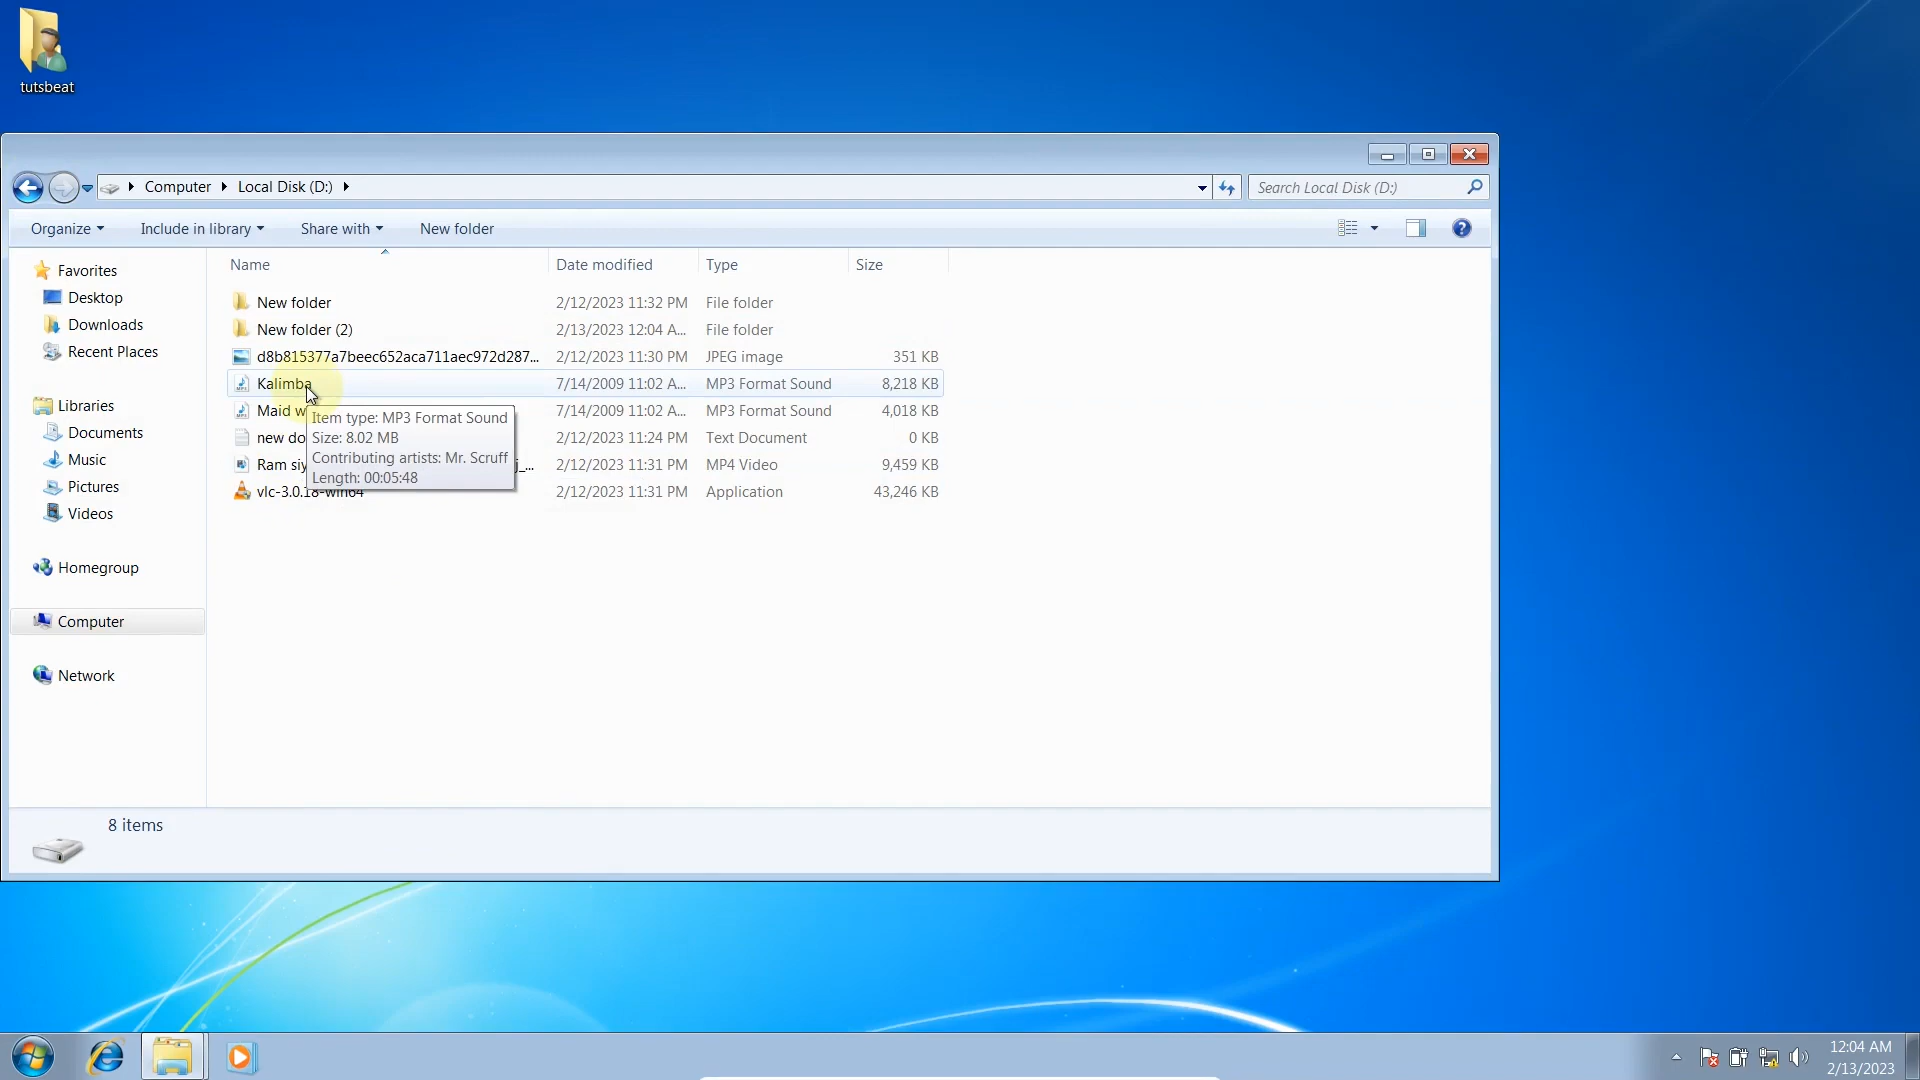 tutsbeat
Computer Local Disk (D:)
Search Local Disk (D:)
Organize Include in library Share with New folder
Name Date modified Type Size
Favorites
Desktop
Downloads
Recent Places
Libraries
Documents
Music
Pictures
Videos
Homegroup
Computer
Network
New folder 2/12/2023 11:32 PM File folder
New folder (2) 2/13/2023 12:04 A... File folder
d8b815377a7beec652aca711aec972d287... 2/12/2023 11:30 PM JPEG image 351 KB
Kalimba 7/14/2009 11:02 A... MP3 Format Sound 8,218 KB
Maid 7/14/2009 11:02 A... MP3 Format Sound 4,018 KB
new 2/12/2023 11:24 PM Text Document 0 KB
Ram 2/12/2023 11:31 PM MP4 Video 9,459 KB
vlc-3.0.18-win64 2/12/2023 11:31 PM Application 43,246 KB
Item type: MP3 Format Sound
Size: 8.02 MB
Contributing artists: Mr. Scruff
Length: 00:05:48
8 items
12:04 AM
2/13/2023